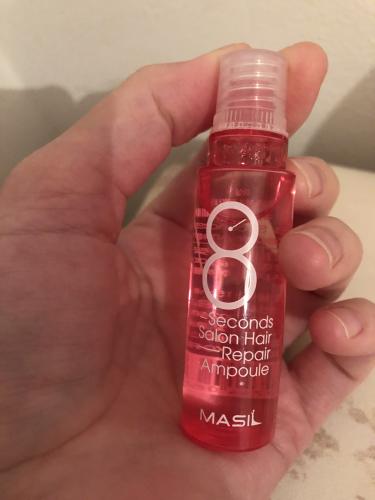 8
Seconds
Salon Hair
Repair
Ampoule
MASIL